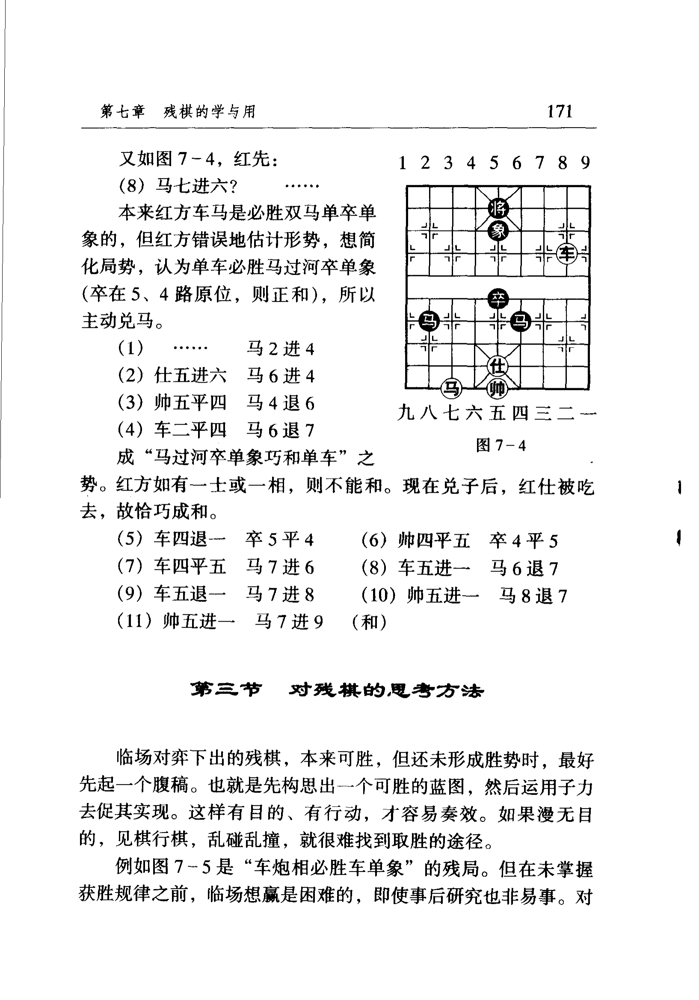 第七章 残棋的学与用 171
又如图7-4，红先：
(8) 马七进六？ ……
本来红方车马是必胜双马单卒单
象的，但红方错误地估计形势，想简
化局势，认为单车必胜马过河卒单象
(卒在5、4路原位，则正和)，所以
主动兑马。
(1) …… 马2进4
(2) 仕五进六 马6进4
(3) 帅五平四 马4退6
(4) 车二平四 马6退7
成“马过河卒单象巧和单车”之
1 2 3 4 5 6 7 8 9
将
象
车
卒
马 马
仕
马 帅
九八七六五四三二一
图7-4
势。红方如有一士或一相，则不能和。现在兑子后，红仕被吃
去，故恰巧成和。
(5) 车四退一 卒5平4 (6) 帅四平五 卒4平5
(7) 车四平五 马7进6 (8) 车五进一 马6退7
(9) 车五退一 马7进8 (10) 帅五进一 马8退7
(11) 帅五进一 马7进9 (和)
第三节 对残棋的思考方法
临场对弈下出的残棋，本来可胜，但还未形成胜势时，最好
先起一个腹稿。也就是先构思出一个可胜的蓝图，然后运用子力
去促其实现。这样有目的、有行动，才容易奏效。如果漫无目
的，见棋行棋，乱碰乱撞，就很难找到取胜的途径。
例如图7-5是“车炮相必胜车单象”的残局。但在未掌握
获胜规律之前，临场想赢是困难的，即使事后研究也非易事。对